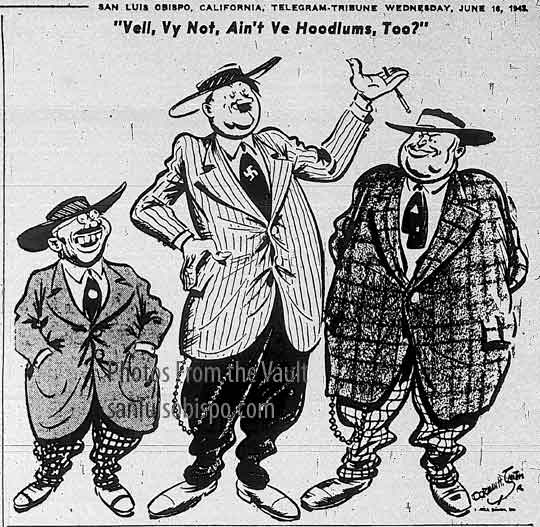 SAN LUIS OBISPO, CALIFORNIA, TELEGRAM-TRIBUNE WEDNESDAY, JUNE 16, 1943.
"Vell, Vy Not, Ain't Ve Hoodlums, Too?"
Photos From the Vault
sanluisobispo.com